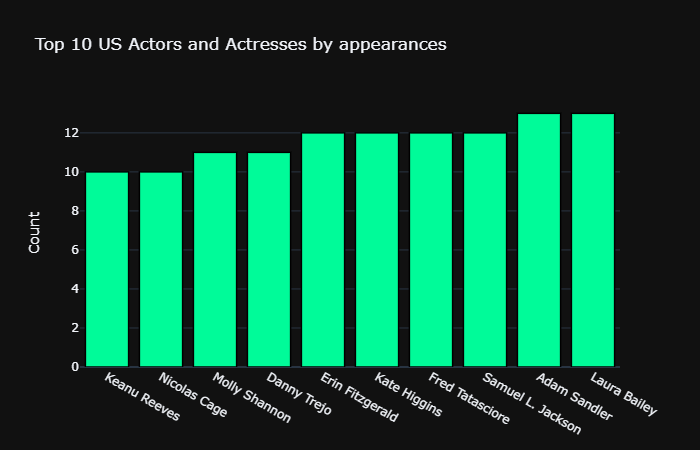 Top 10 US Actors and Actresses by appearances
Count
12
10
8
6
4
2
0
Keanu Reeves
Nicolas Cage
Molly Shannon
Danny Trejo
Erin Fitzgerald
Kate Higgins
Fred Tatasciore
Samuel L. Jackson
Adam Sandler
Laura Bailey